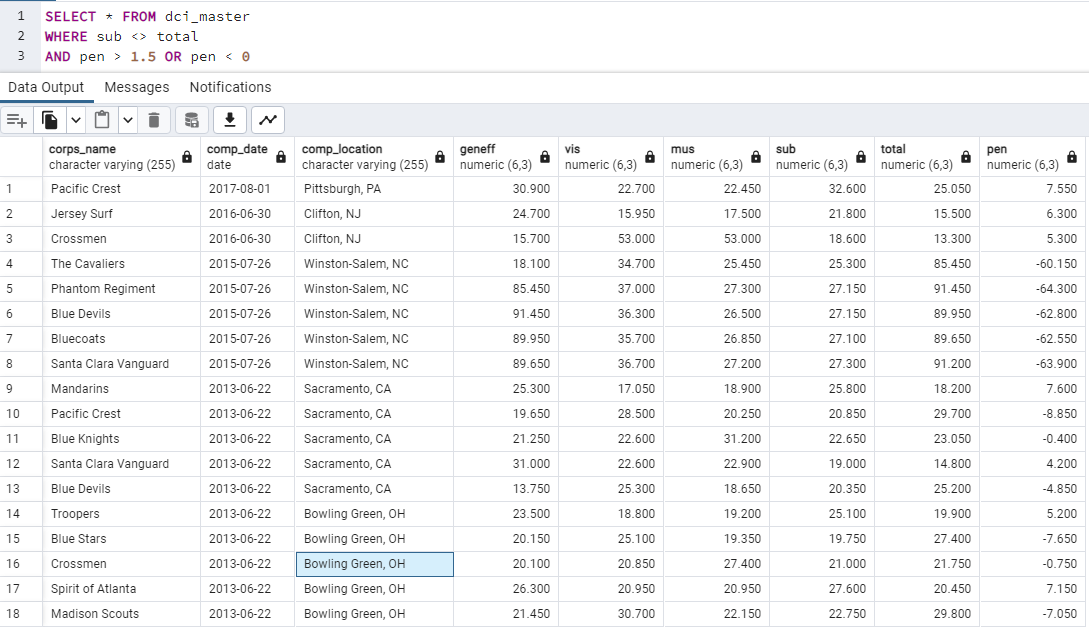 1 SELECT * FROM dci_master
2 WHERE sub <> total
3 AND pen > 1.5 OR pen < 0
Data Output Messages Notifications
corps_name comp_date comp_location geneff vis mus sub total pen
character varying (255) date character varying (255) numeric (6,3) numeric (6,3) numeric (6,3) numeric (6,3) numeric (6,3) numeric (6,3)
1 Pacific Crest 2017-08-01 Pittsburgh, PA 30.900 22.700 22.450 32.600 25.050 7.550
2 Jersey Surf 2016-06-30 Clifton, NJ 24.700 15.950 17.500 21.800 15.500 6.300
3 Crossmen 2016-06-30 Clifton, NJ 15.700 53.000 53.000 18.600 13.300 5.300
4 The Cavaliers 2015-07-26 Winston-Salem, NC 18.100 34.700 25.450 25.300 85.450 -60.150
5 Phantom Regiment 2015-07-26 Winston-Salem, NC 85.450 37.000 27.300 27.150 91.450 -64.300
6 Blue Devils 2015-07-26 Winston-Salem, NC 91.450 36.300 26.500 27.150 89.950 -62.800
7 Bluecoats 2015-07-26 Winston-Salem, NC 89.950 35.700 26.850 27.100 89.650 -62.550
8 Santa Clara Vanguard 2015-07-26 Winston-Salem, NC 89.650 36.700 27.200 27.300 91.200 -63.900
9 Mandarins 2013-06-22 Sacramento, CA 25.300 17.050 18.900 25.800 18.200 7.600
10 Pacific Crest 2013-06-22 Sacramento, CA 19.650 28.500 20.250 20.850 29.700 -8.850
11 Blue Knights 2013-06-22 Sacramento, CA 21.250 22.600 31.200 22.650 23.050 -0.400
12 Santa Clara Vanguard 2013-06-22 Sacramento, CA 31.000 22.600 22.900 19.000 14.800 4.200
13 Blue Devils 2013-06-22 Sacramento, CA 13.750 25.300 18.650 20.350 25.200 -4.850
14 Troopers 2013-06-22 Bowling Green, OH 23.500 18.800 19.200 25.100 19.900 5.200
15 Blue Stars 2013-06-22 Bowling Green, OH 20.150 25.100 19.350 19.750 27.400 -7.650
16 Crossmen 2013-06-22 Bowling Green, OH 20.100 20.850 27.400 21.000 21.750 -0.750
17 Spirit of Atlanta 2013-06-22 Bowling Green, OH 26.300 20.950 20.950 27.600 20.450 7.150
18 Madison Scouts 2013-06-22 Bowling Green, OH 21.450 30.700 22.150 22.750 29.800 -7.050